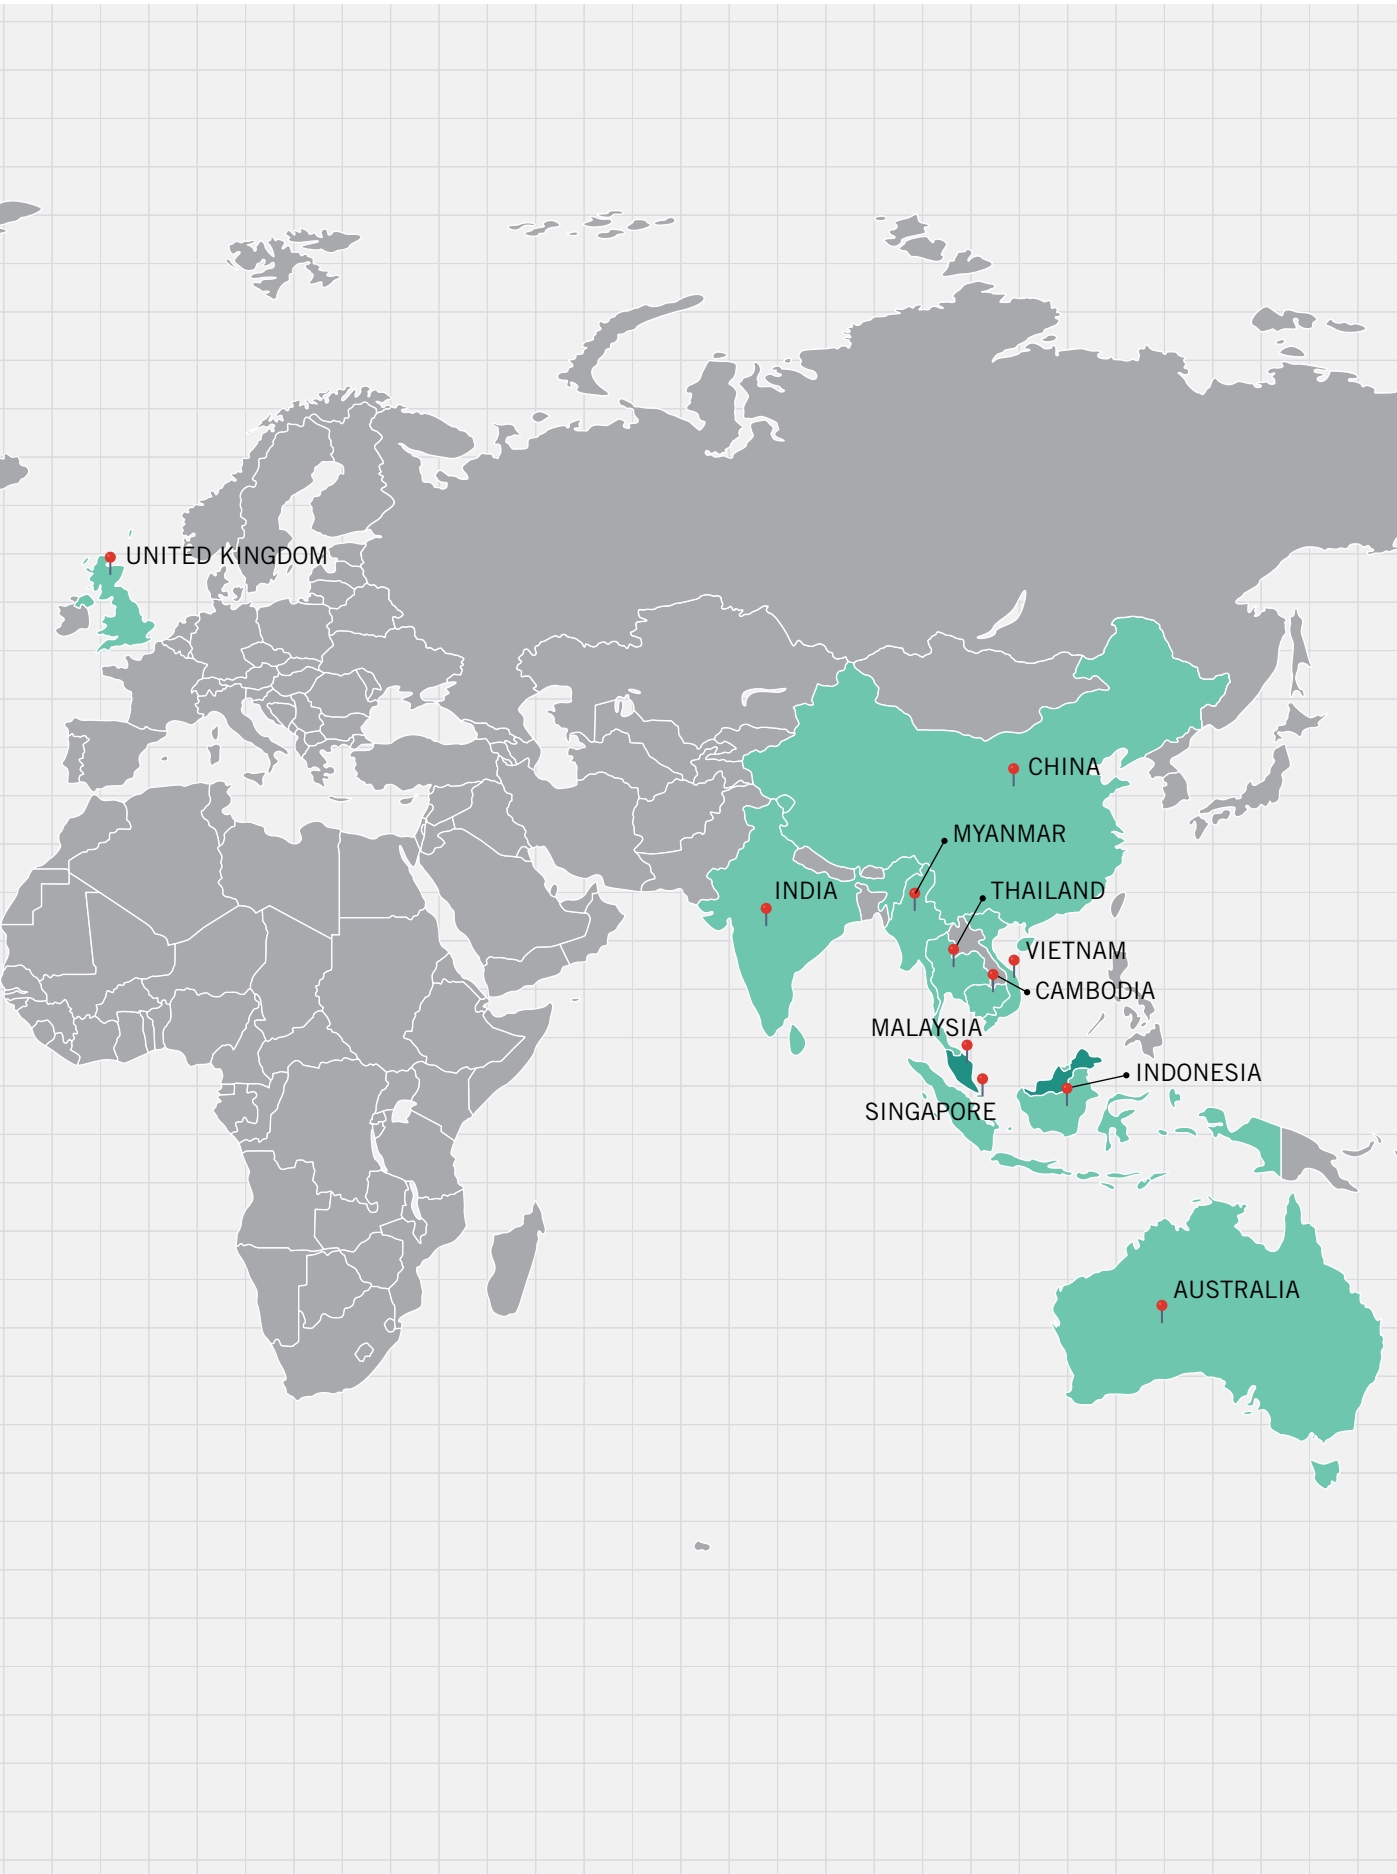 UNITED KINGDOM
CHINA
MYANMAR
INDIA
THAILAND
VIETNAM
CAMBODIA
MALAYSIA
INDONESIA
SINGAPORE
AUSTRALIA